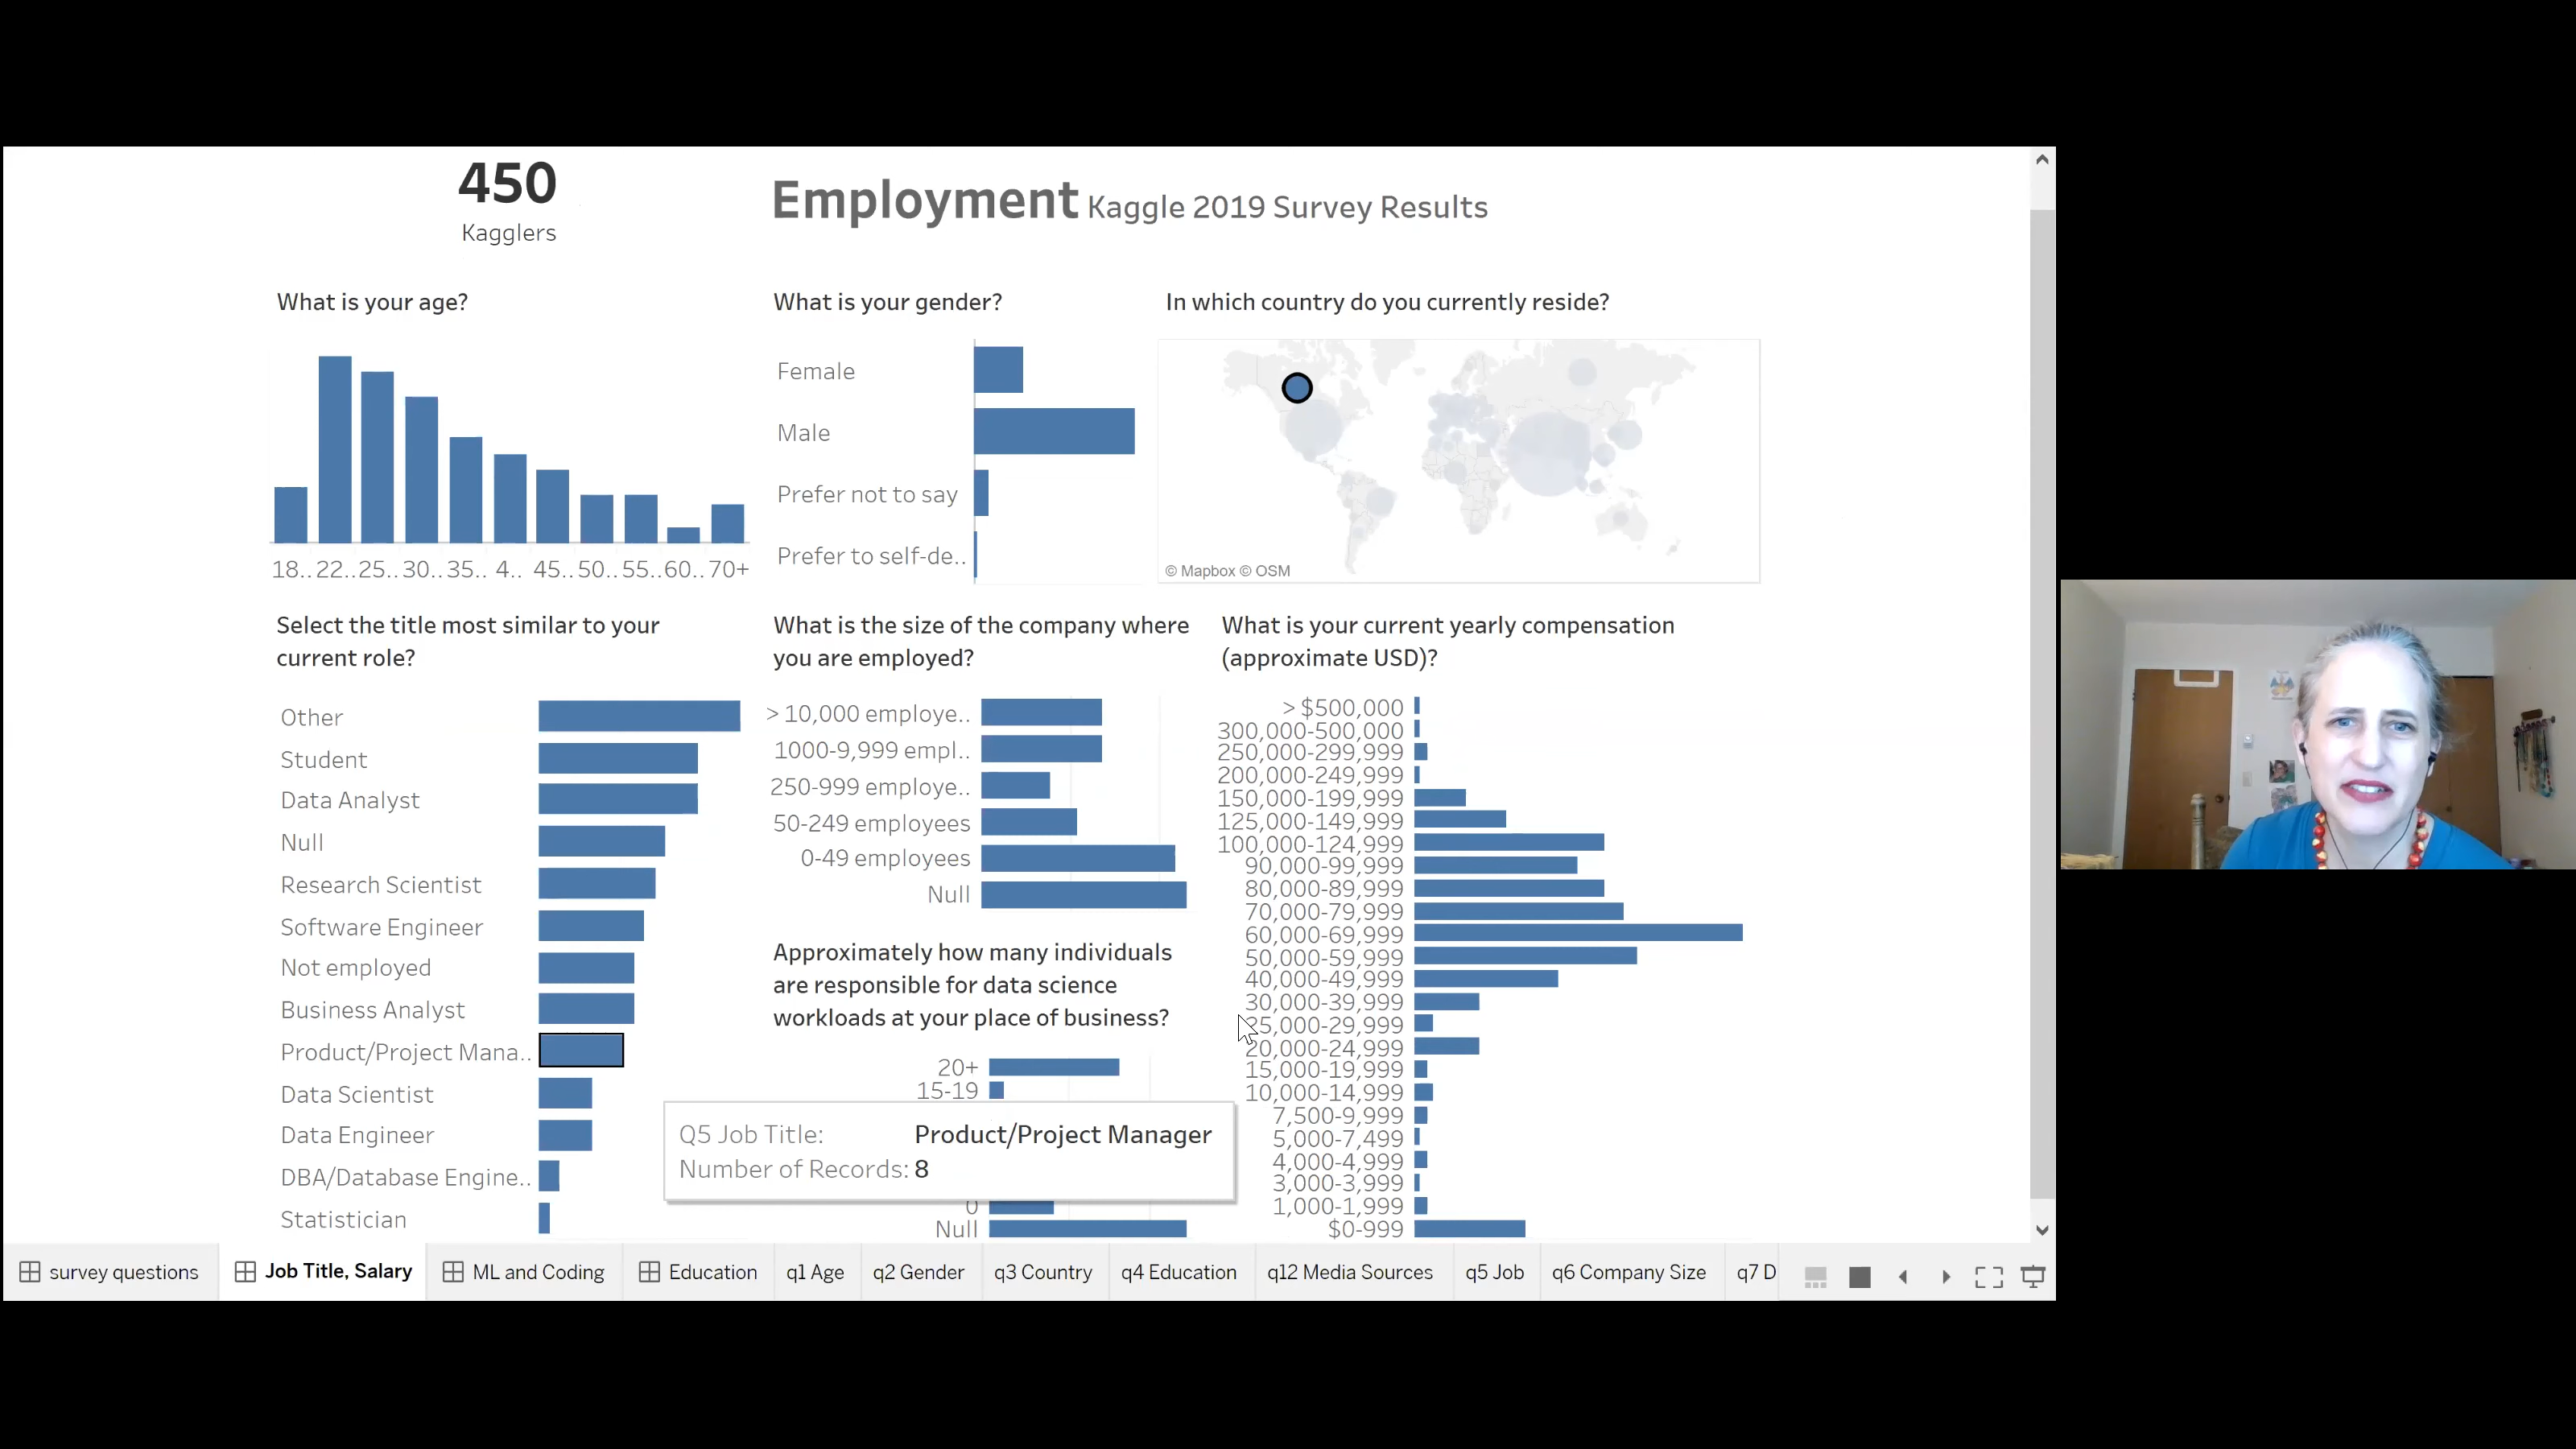 450
Kagglers
Employment Kaggle 2019 Survey Results
What is your age?
18.. 22.. 25.. 30.. 35.. 4.. 45.. 50.. 55.. 60.. 70+
What is your gender?
Female
Male
Prefer not to say
Prefer to self-de..
In which country do you currently reside?
© Mapbox © OSM
Select the title most similar to your
current role?
Other
Student
Data Analyst
Null
Research Scientist
Software Engineer
Not employed
Business Analyst
Product/Project Mana..
Data Scientist
Data Engineer
DBA/Database Engine..
Statistician
What is the size of the company where
you are employed?
> 10,000 employe..
1000-9,999 empl..
250-999 employe..
50-249 employees
0-49 employees
Null
Approximately how many individuals
are responsible for data science
workloads at your place of business?
20+
15-19
0
Null
Q5 Job Title: Product/Project Manager
Number of Records: 8
What is your current yearly compensation
(approximate USD)?
> $500,000
300,000-500,000
250,000-299,999
200,000-249,999
150,000-199,999
125,000-149,999
100,000-124,999
90,000-99,999
80,000-89,999
70,000-79,999
60,000-69,999
50,000-59,999
40,000-49,999
30,000-39,999
25,000-29,999
20,000-24,999
15,000-19,999
10,000-14,999
7,500-9,999
5,000-7,499
4,000-4,999
3,000-3,999
1,000-1,999
$0-999
survey questions Job Title, Salary ML and Coding Education q1 Age q2 Gender q3 Country q4 Education q12 Media Sources q5 Job q6 Company Size q7 D